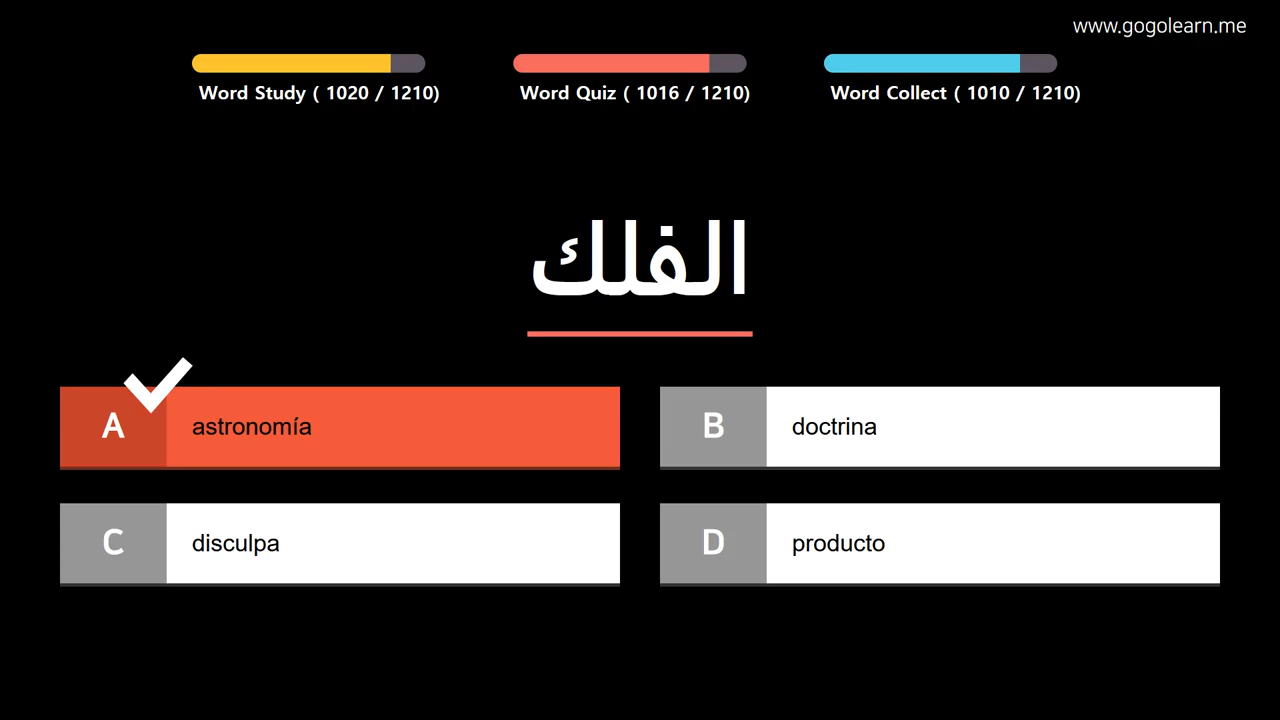 www.gogolearn.me
Word Study ( 1020 / 1210)
Word Quiz ( 1016 / 1210)
Word Collect ( 1010 / 1210)
الفلك
A astronomía
B doctrina
C disculpa
D producto